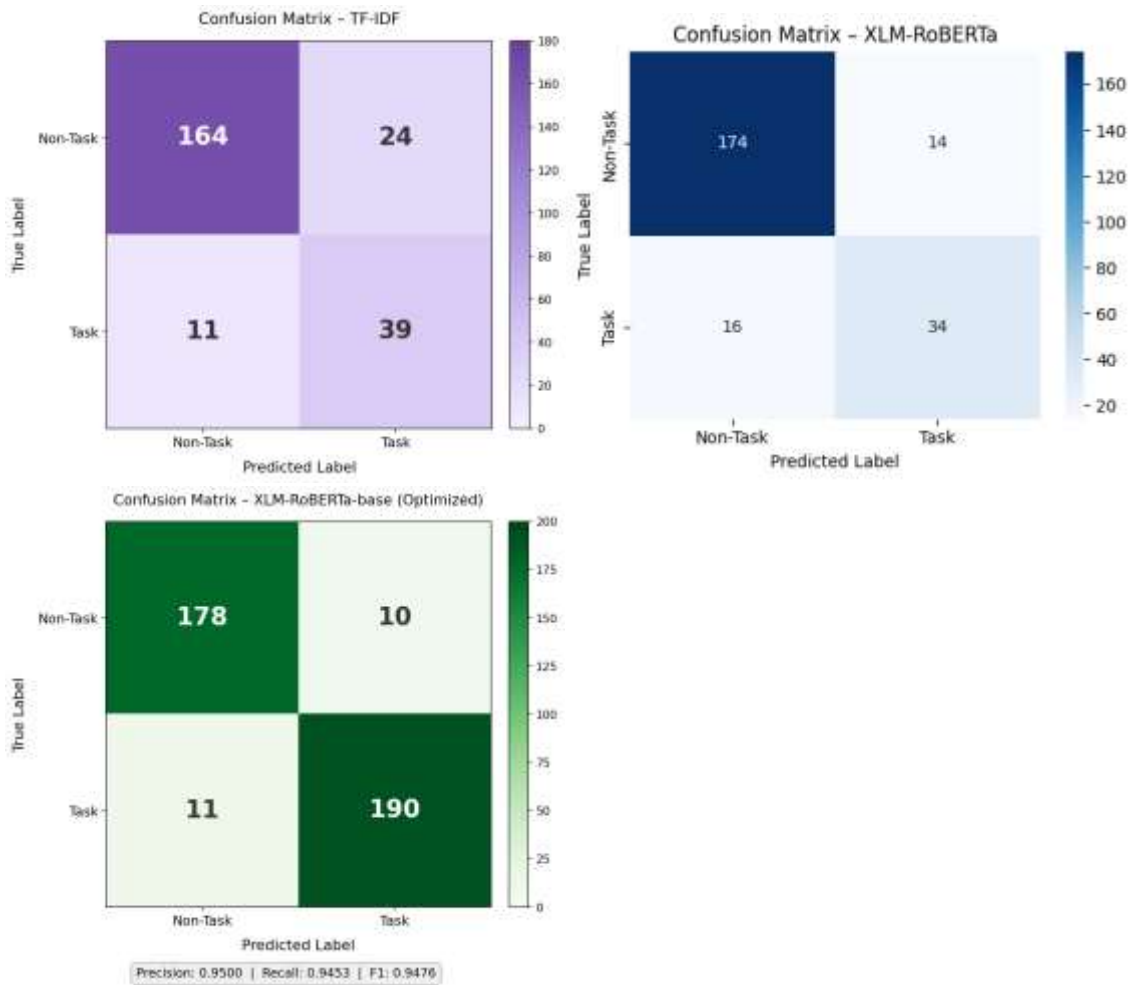 Confusion Matrix – TF-IDF
True Label
Non-Task
Task
164
24
11
39
Non-Task
Task
Predicted Label
180
160
140
120
100
80
60
40
20
0
Confusion Matrix – XLM-RoBERTa
True Label
Non-Task
Task
174
14
16
34
Non-Task
Task
Predicted Label
160
140
120
100
80
60
40
20
Confusion Matrix – XLM-RoBERTa-base (Optimized)
True Label
Non-Task
Task
178
10
11
190
Non-Task
Task
Predicted Label
200
175
150
125
100
75
50
25
0
Precision: 0.9500 | Recall: 0.9453 | F1: 0.9476